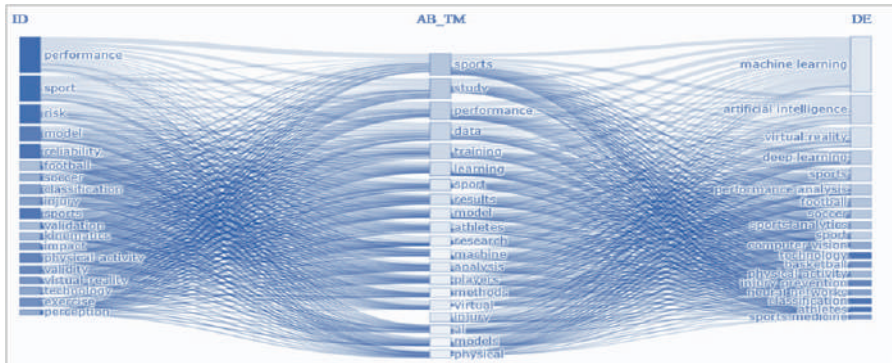 ID
AB_TM
DE
performance
sport
risk
model
reliability
football
soccer
classification
injury
sports
validation
kinematics
impact
physical activity
validity
virtual-reality
technology
exercise
perception
sports
study
performance
data
training
learning
sport
results
model
athletes
research
machine
analysis
players
methods
virtual
injury
ai
models
physical
machine learning
artificial intelligence
virtual reality
deep learning
sports
performance analysis
football
soccer
sports analytics
sport
computer vision
technology
basketball
physical activity
injury prevention
neural networks
classification
athletes
sports medicine